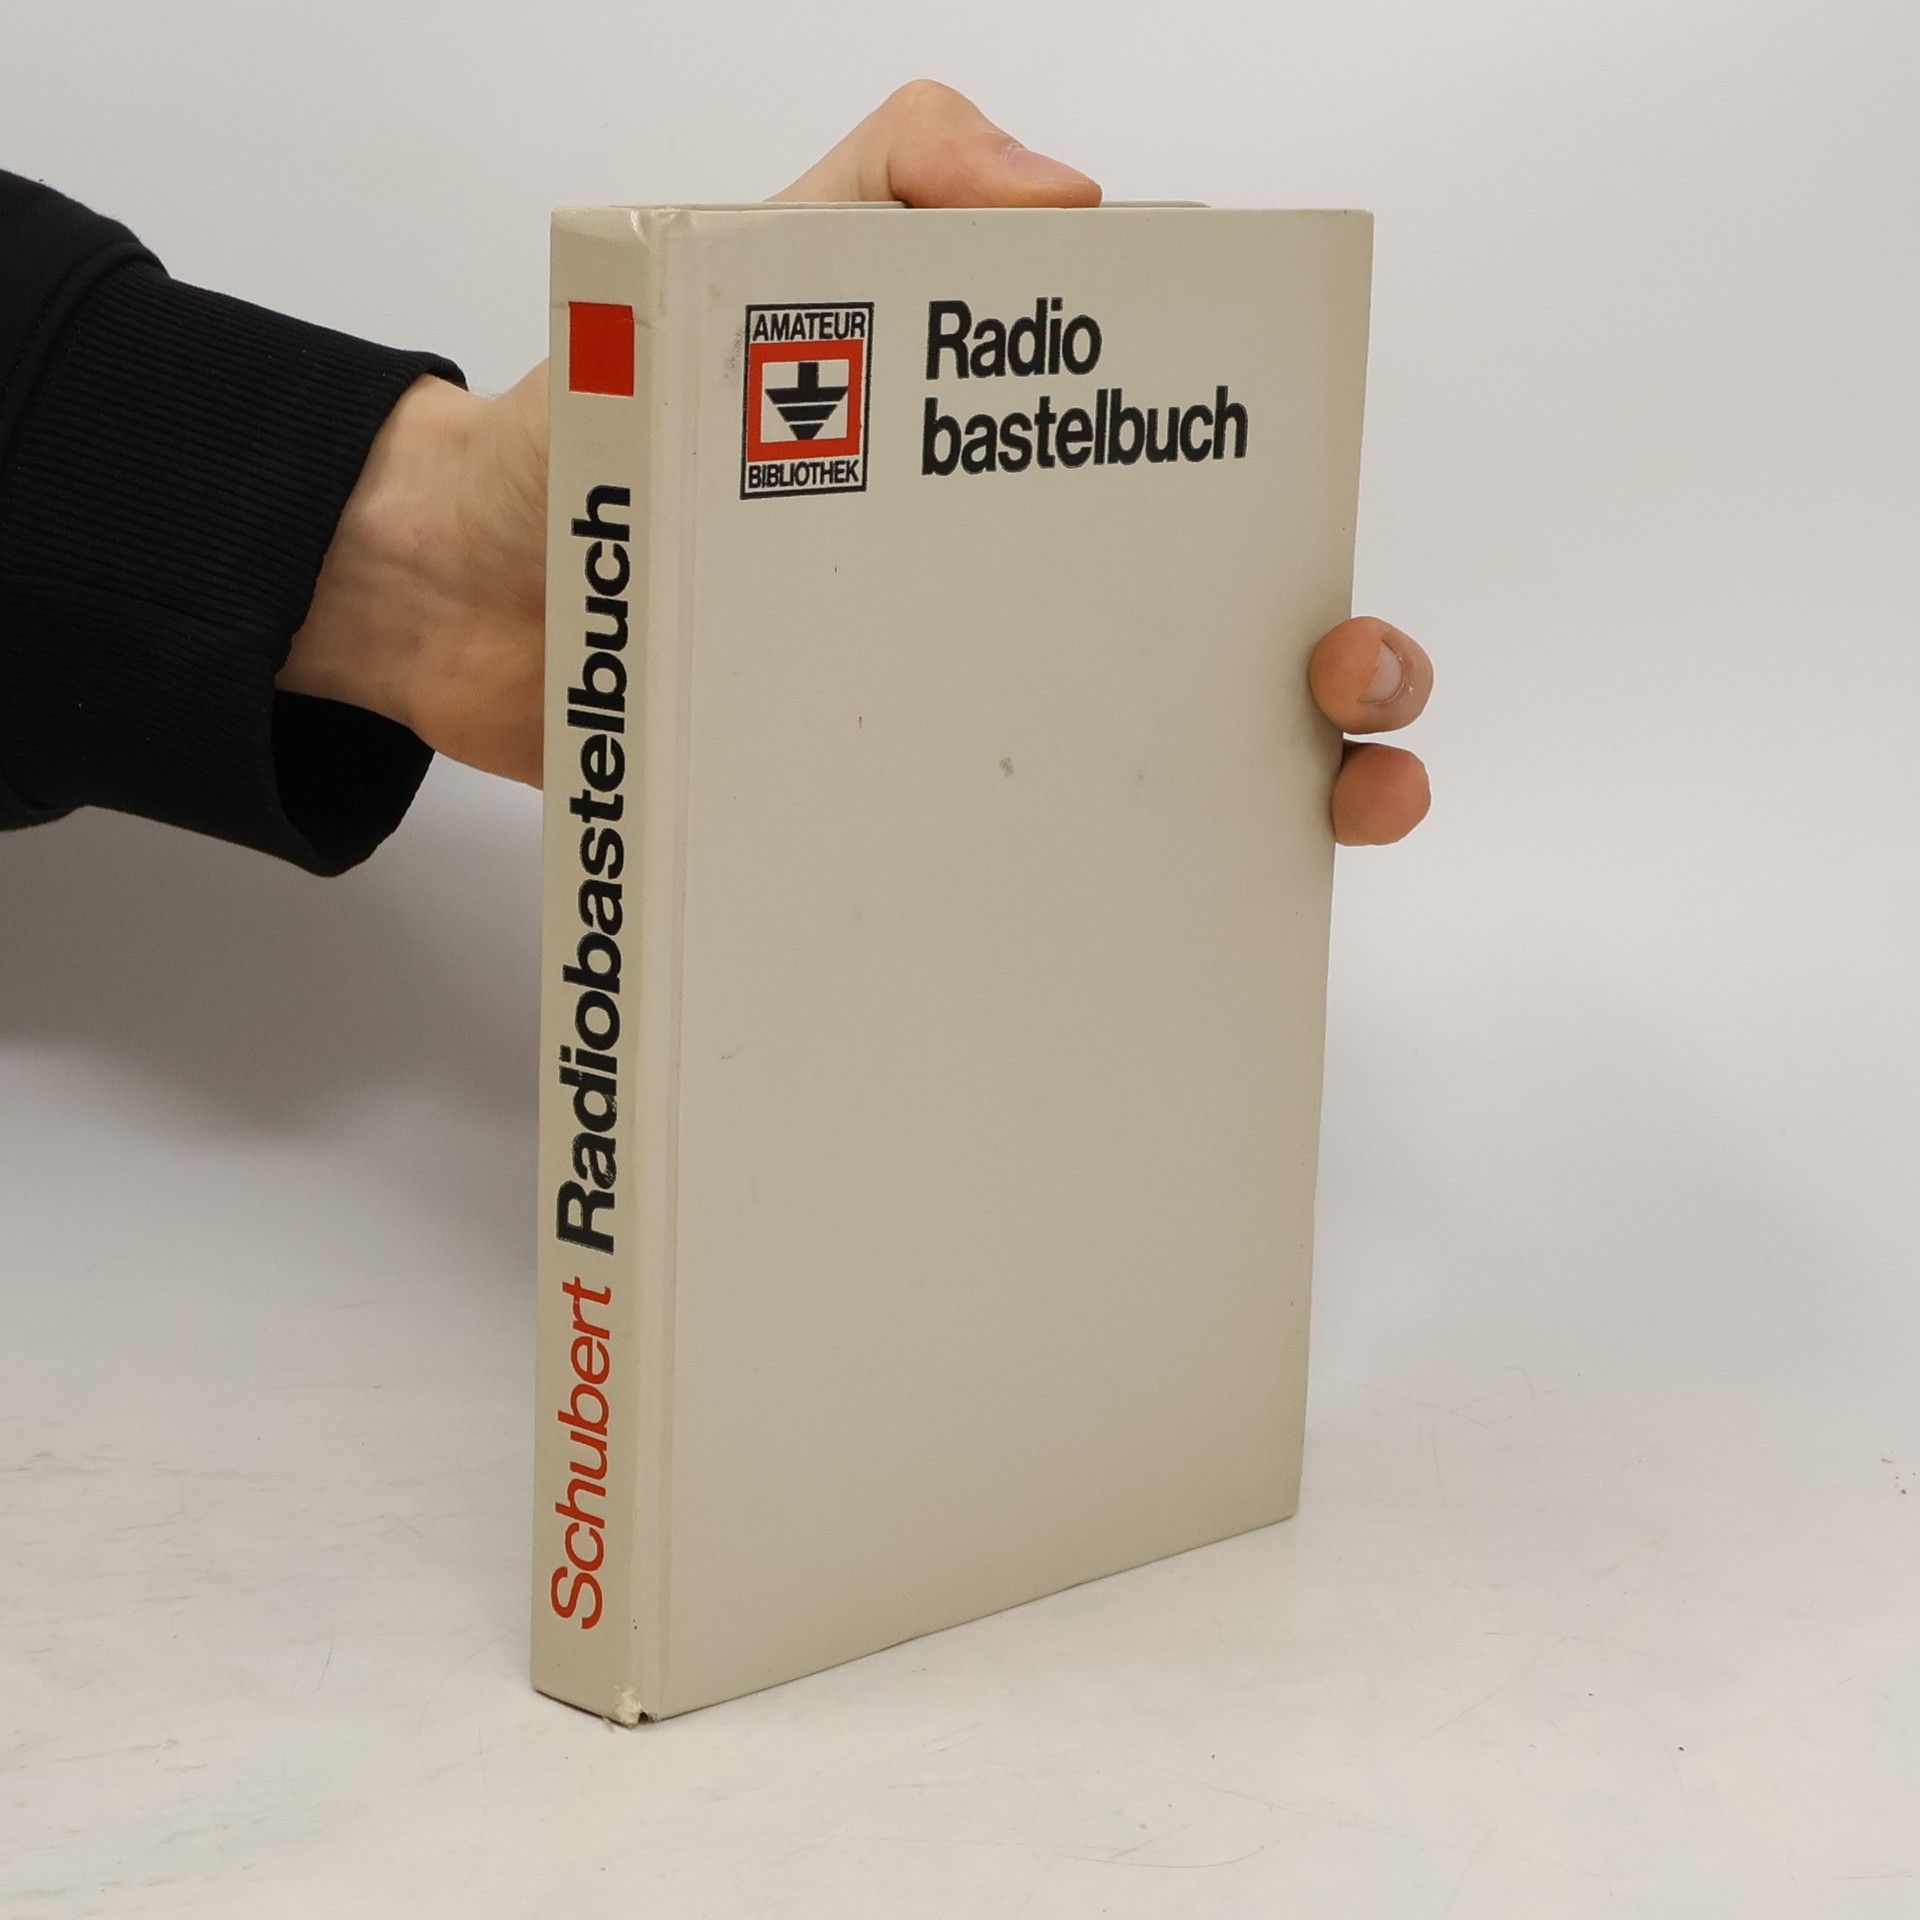 AMATEUR
BIBLIOTHEK
Radio
bastelbuch
Schubert Radiobastelbuch